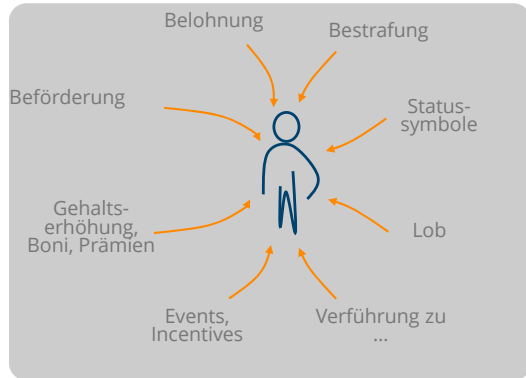 Belohnung
Bestrafung
Beförderung
Status-
symbole
Gehalts-
erhöhung,
Boni, Prämien
Lob
Events,
Incentives
Verführung zu
...